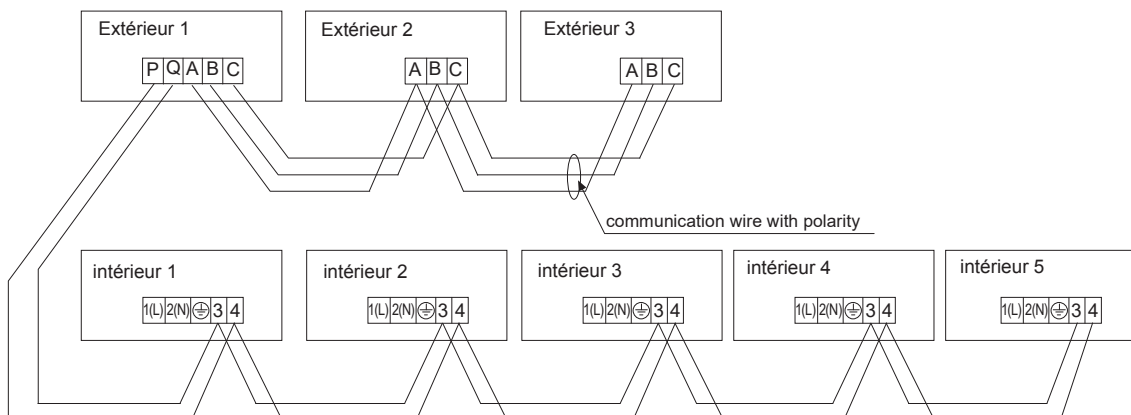 Extérieur 1
Extérieur 2
Extérieur 3
P Q A B C
A B C
A B C
communication wire with polarity
intérieur 1
intérieur 2
intérieur 3
intérieur 4
intérieur 5
1(L) 2(N) 3 4
1(L) 2(N) 3 4
1(L) 2(N) 3 4
1(L) 2(N) 3 4
1(L) 2(N) 3 4